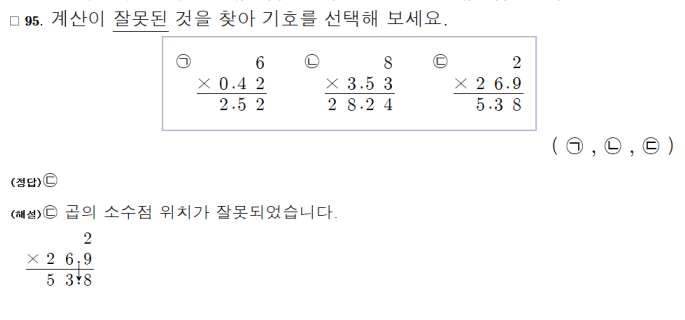 □ 95. 계산이 잘못된 것을 찾아 기호를 선택해 보세요.
㉠ 6 ㉡ 8 ㉢ 2
× 0.4 2 × 3.5 3 × 2 6.9
2.5 2 2 8.2 4 5.3 8
( ㉠ , ㉡ , ㉢ )
(정답)㉢
(해설)㉢ 곱의 소수점 위치가 잘못되었습니다.
2
× 2 6.9
5 3.8